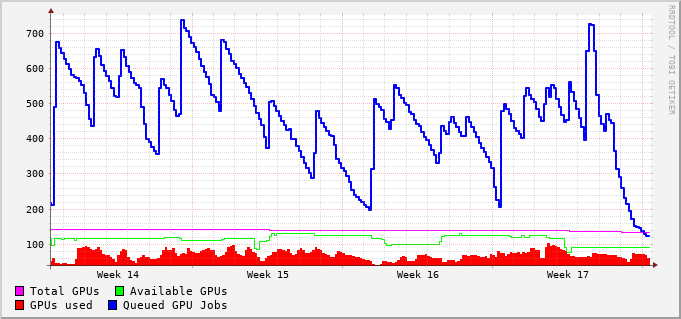 700
600
500
400
300
200
100
Week 14 Week 15 Week 16 Week 17
Total GPUs Available GPUs
GPUs used Queued GPU Jobs
RRDTOOL / TOBI OETIKER